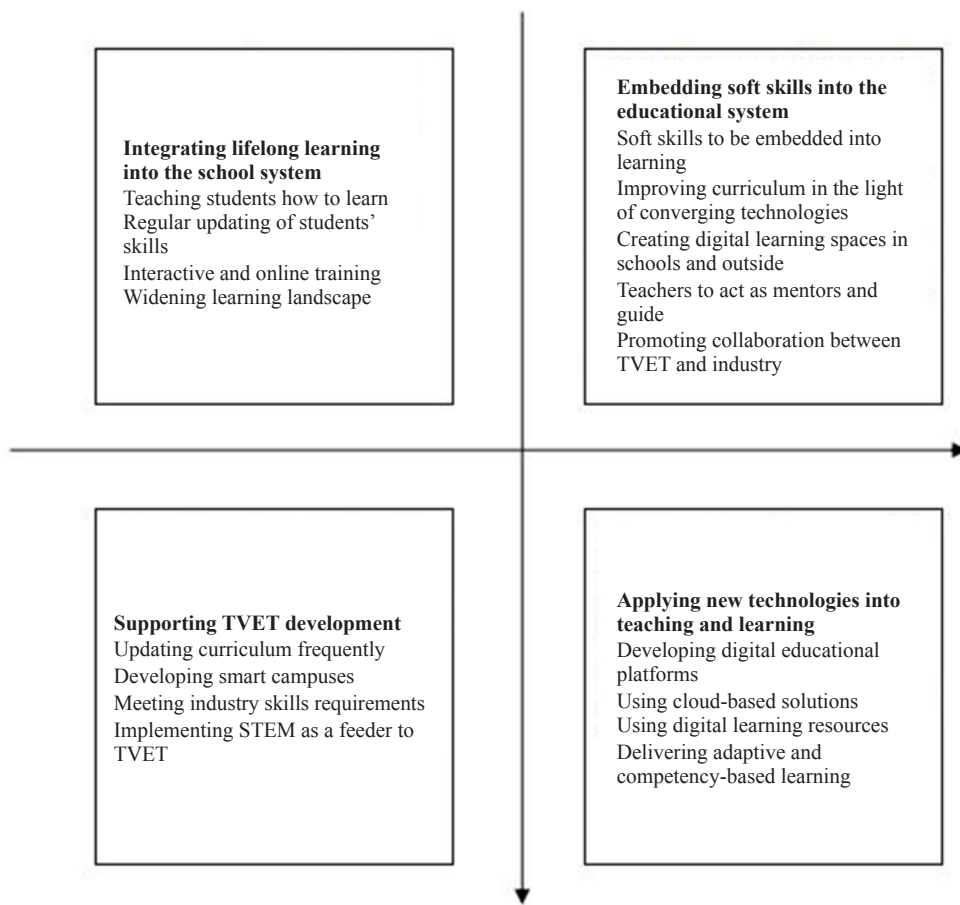 Integrating lifelong learning
into the school system
Teaching students how to learn
Regular updating of students’
skills
Interactive and online training
Widening learning landscape
Embedding soft skills into the
educational system
Soft skills to be embedded into
learning
Improving curriculum in the light
of converging technologies
Creating digital learning spaces in
schools and outside
Teachers to act as mentors and
guide
Promoting collaboration between
TVET and industry
Supporting TVET development
Updating curriculum frequently
Developing smart campuses
Meeting industry skills requirements
Implementing STEM as a feeder to
TVET
Applying new technologies into
teaching and learning
Developing digital educational
platforms
Using cloud-based solutions
Using digital learning resources
Delivering adaptive and
competency-based learning